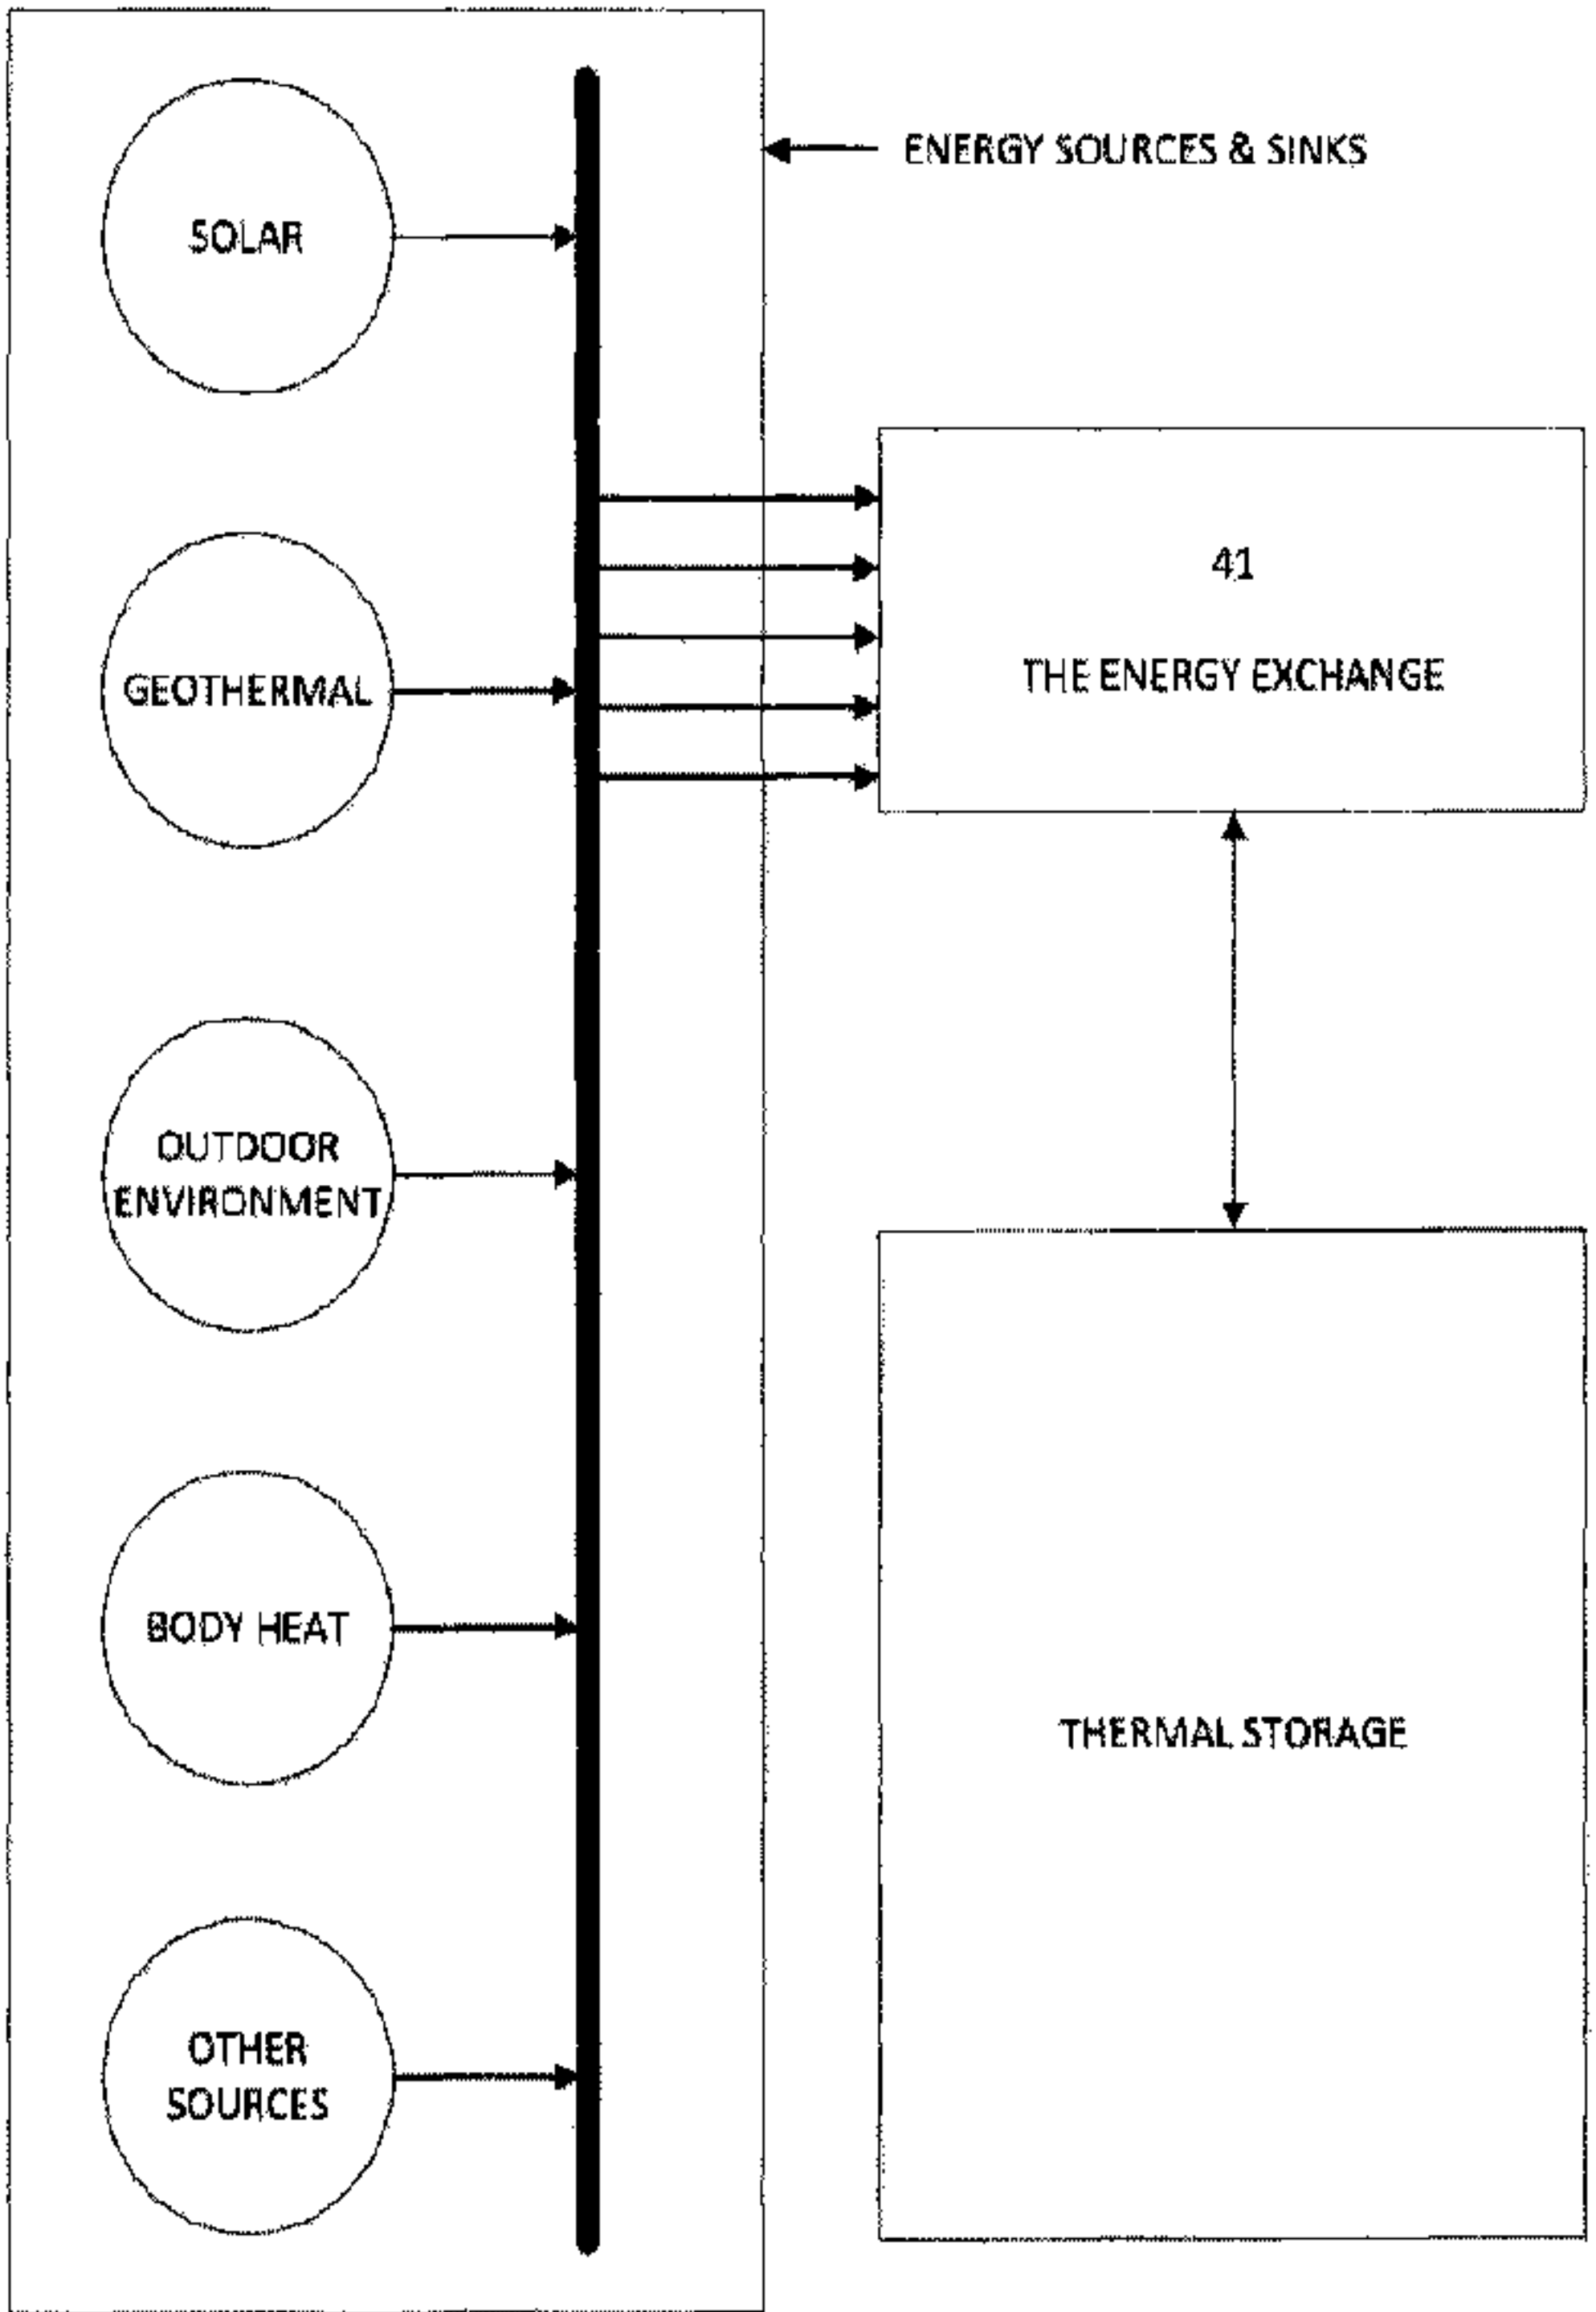 ENERGY SOURCES & SINKS
SOLAR
41
THE ENERGY EXCHANGE
GEOTHERMAL
OUTDOOR
ENVIRONMENT
BODY HEAT
THERMAL STORAGE
OTHER
SOURCES